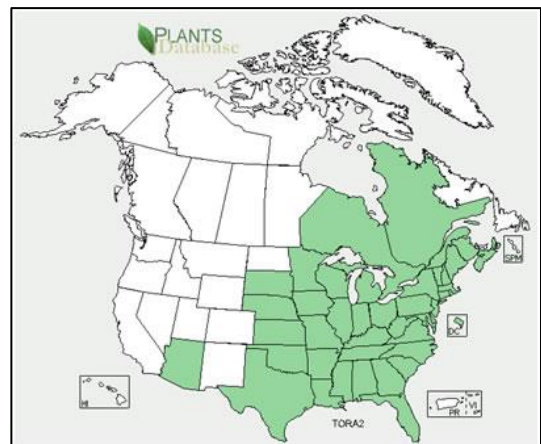 PLANTS
Database
SPM
DC
HI
PR
VI
TORA2